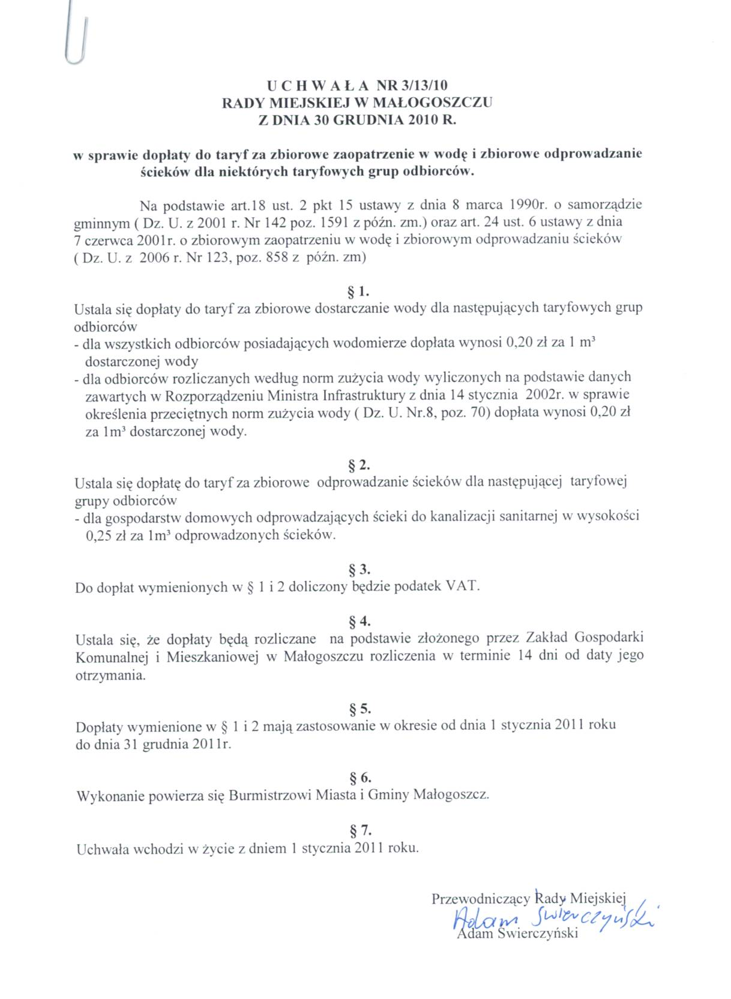 U C H W A Ł A NR 3/13/10
RADY MIEJSKIEJ W MAŁOGOSZCZU
Z DNIA 30 GRUDNIA 2010 R.
w sprawie dopłaty do taryf za zbiorowe zaopatrzenie w wodę i zbiorowe odprowadzanie
ścieków dla niektórych taryfowych grup odbiorców.
Na podstawie art.18 ust. 2 pkt 15 ustawy z dnia 8 marca 1990r. o samorządzie
gminnym ( Dz. U. z 2001 r. Nr 142 poz. 1591 z późn. zm.) oraz art. 24 ust. 6 ustawy z dnia
7 czerwca 2001r. o zbiorowym zaopatrzeniu w wodę i zbiorowym odprowadzaniu ścieków
( Dz. U. z 2006 r. Nr 123, poz. 858 z późn. zm)
§ 1.
Ustala się dopłaty do taryf za zbiorowe dostarczanie wody dla następujących taryfowych grup
odbiorców
- dla wszystkich odbiorców posiadających wodomierze dopłata wynosi 0,20 zł za 1 m³
dostarczonej wody
- dla odbiorców rozliczanych według norm zużycia wody wyliczonych na podstawie danych
zawartych w Rozporządzeniu Ministra Infrastruktury z dnia 14 stycznia 2002r. w sprawie
określenia przeciętnych norm zużycia wody ( Dz. U. Nr.8, poz. 70) dopłata wynosi 0,20 zł
za 1m³ dostarczonej wody.
§ 2.
Ustala się dopłatę do taryf za zbiorowe odprowadzanie ścieków dla następującej taryfowej
grupy odbiorców
- dla gospodarstw domowych odprowadzających ścieki do kanalizacji sanitarnej w wysokości
0,25 zł za 1m³ odprowadzonych ścieków.
§ 3.
Do dopłat wymienionych w § 1 i 2 doliczony będzie podatek VAT.
§ 4.
Ustala się, że dopłaty będą rozliczane na podstawie złożonego przez Zakład Gospodarki
Komunalnej i Mieszkaniowej w Małogoszczu rozliczenia w terminie 14 dni od daty jego
otrzymania.
§ 5.
Dopłaty wymienione w § 1 i 2 mają zastosowanie w okresie od dnia 1 stycznia 2011 roku
do dnia 31 grudnia 2011r.
§ 6.
Wykonanie powierza się Burmistrzowi Miasta i Gminy Małogoszcz.
§ 7.
Uchwała wchodzi w życie z dniem 1 stycznia 2011 roku.
Przewodniczący Rady Miejskiej
Adam Świerczyński
Adam Świerczyński